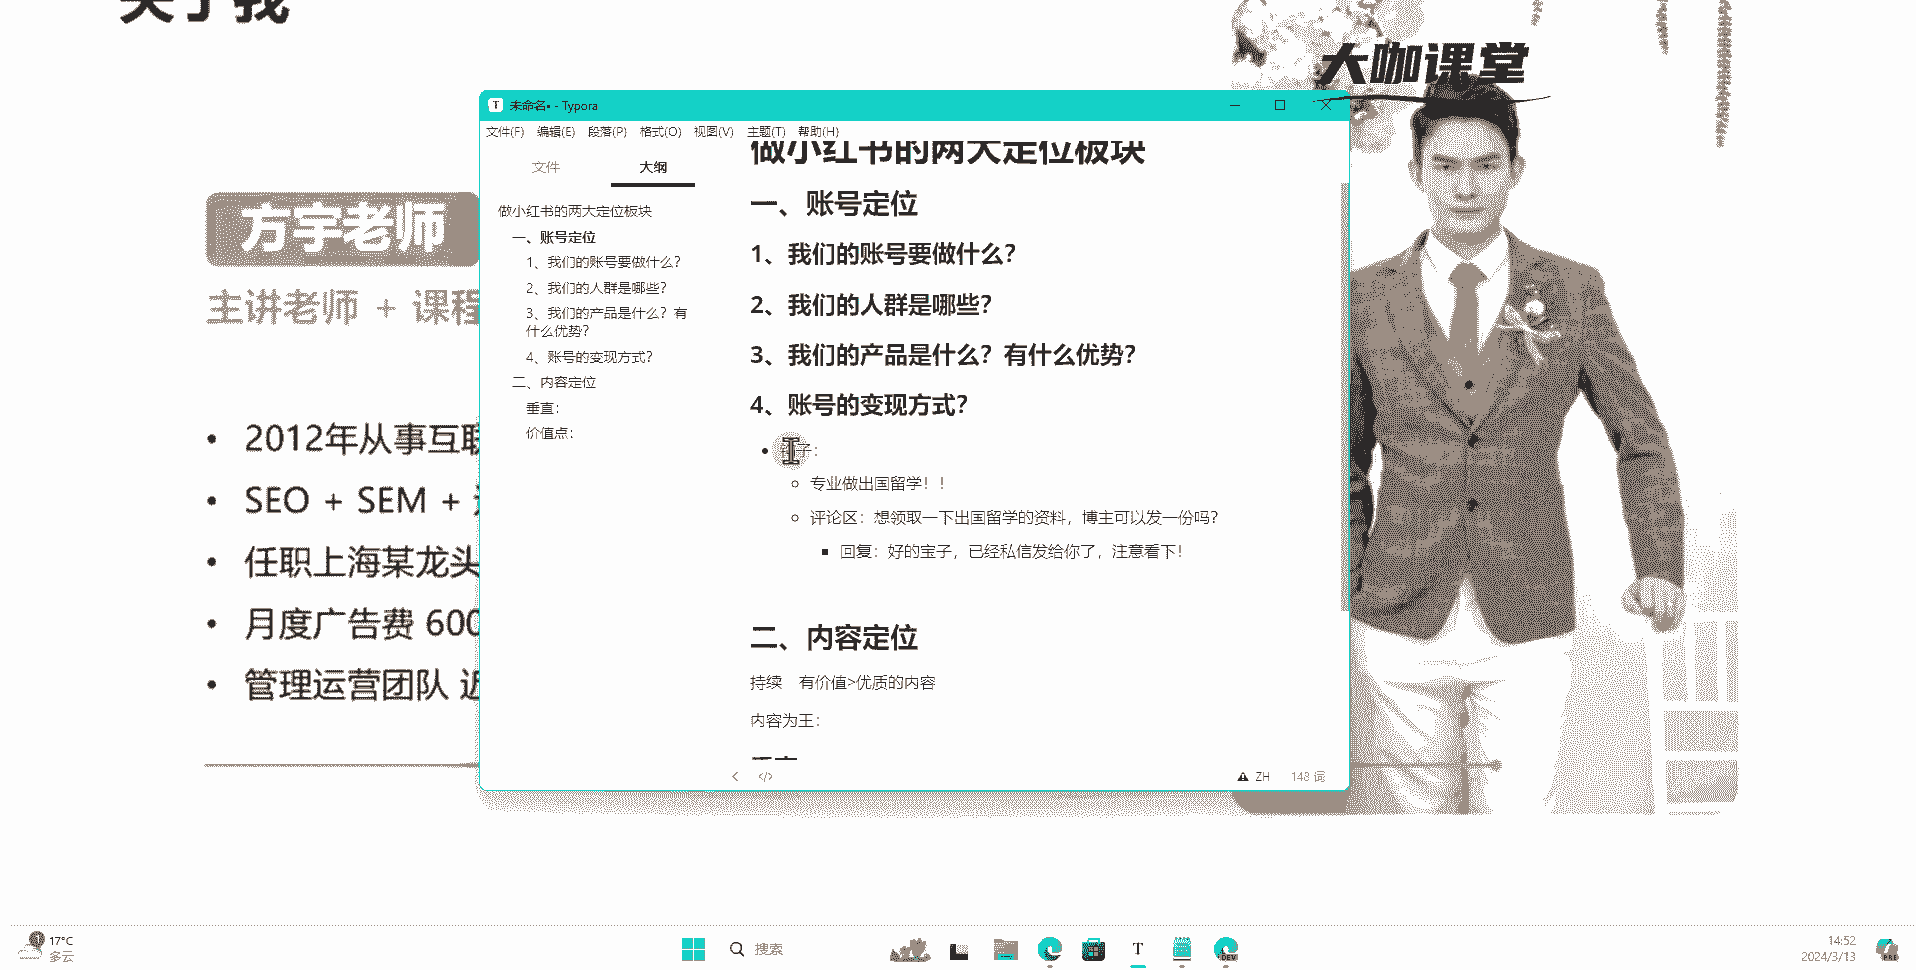 关于我
大咖课堂
未命名• - Typora
文件(F) 编辑(E) 段落(P) 格式(O) 视图(V) 主题(T) 帮助(H)
文件 大纲
做小红书的两大定位板块
一、账号定位
1、我们的账号要做什么?
2、我们的人群是哪些?
3、我们的产品是什么? 有
什么优势?
4、账号的变现方式?
二、内容定位
垂直:
价值点:
做小红书的两大定位板块
一、账号定位
1、我们的账号要做什么?
2、我们的人群是哪些?
3、我们的产品是什么? 有什么优势?
4、账号的变现方式?
子:
专业做出国留学! !
评论区: 想领取一下出国留学的资料, 博主可以发一份吗?
回复: 好的宝子, 已经私信发给你了, 注意看下!
二、内容定位
持续 有价值>优质的内容
内容为王:
</> ZH 148 词
方宇老师
主讲老师 + 课程
2012年从事互联
SEO + SEM +
任职上海某龙头
月度广告费 600
管理运营团队 近
17°C
多云
搜索
14:52
2024/3/13